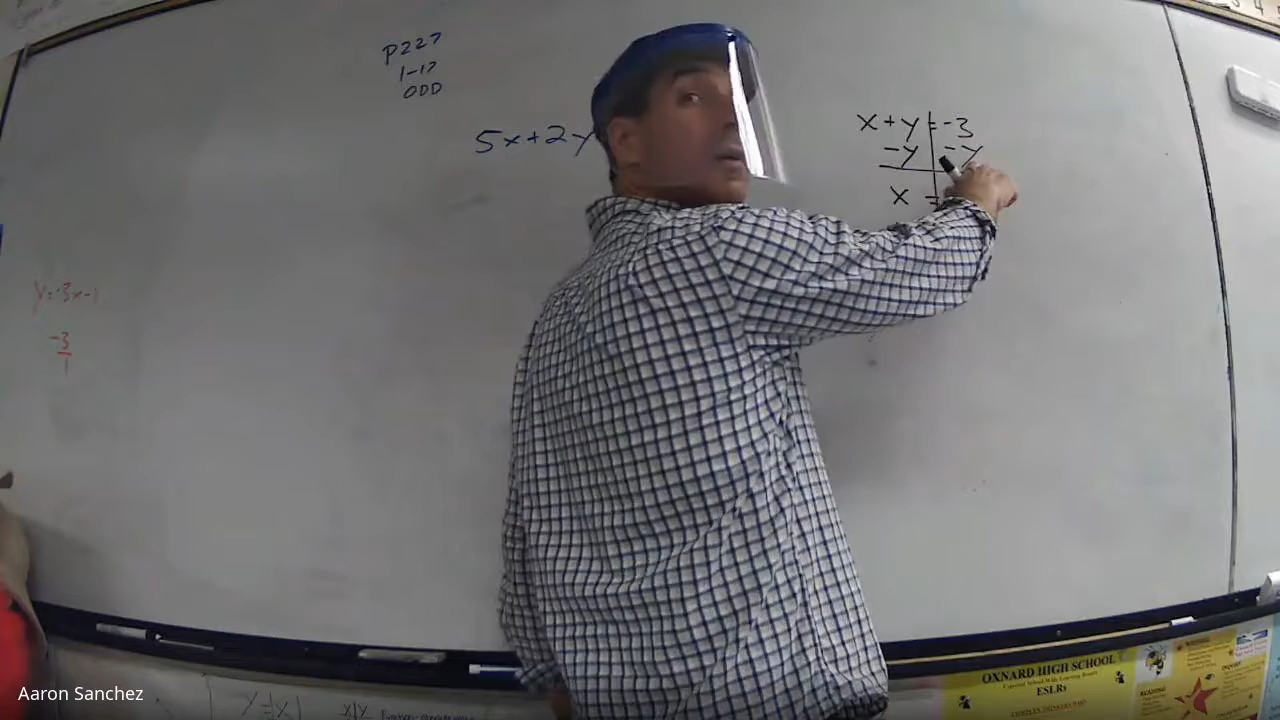 P227
1-17
ODD
5x+2y
x+y=-3
-y -y
x =
y=-3x-1
-3
1
OXNARD HIGH SCHOOL
ESLRs
y=x
Aaron Sanchez